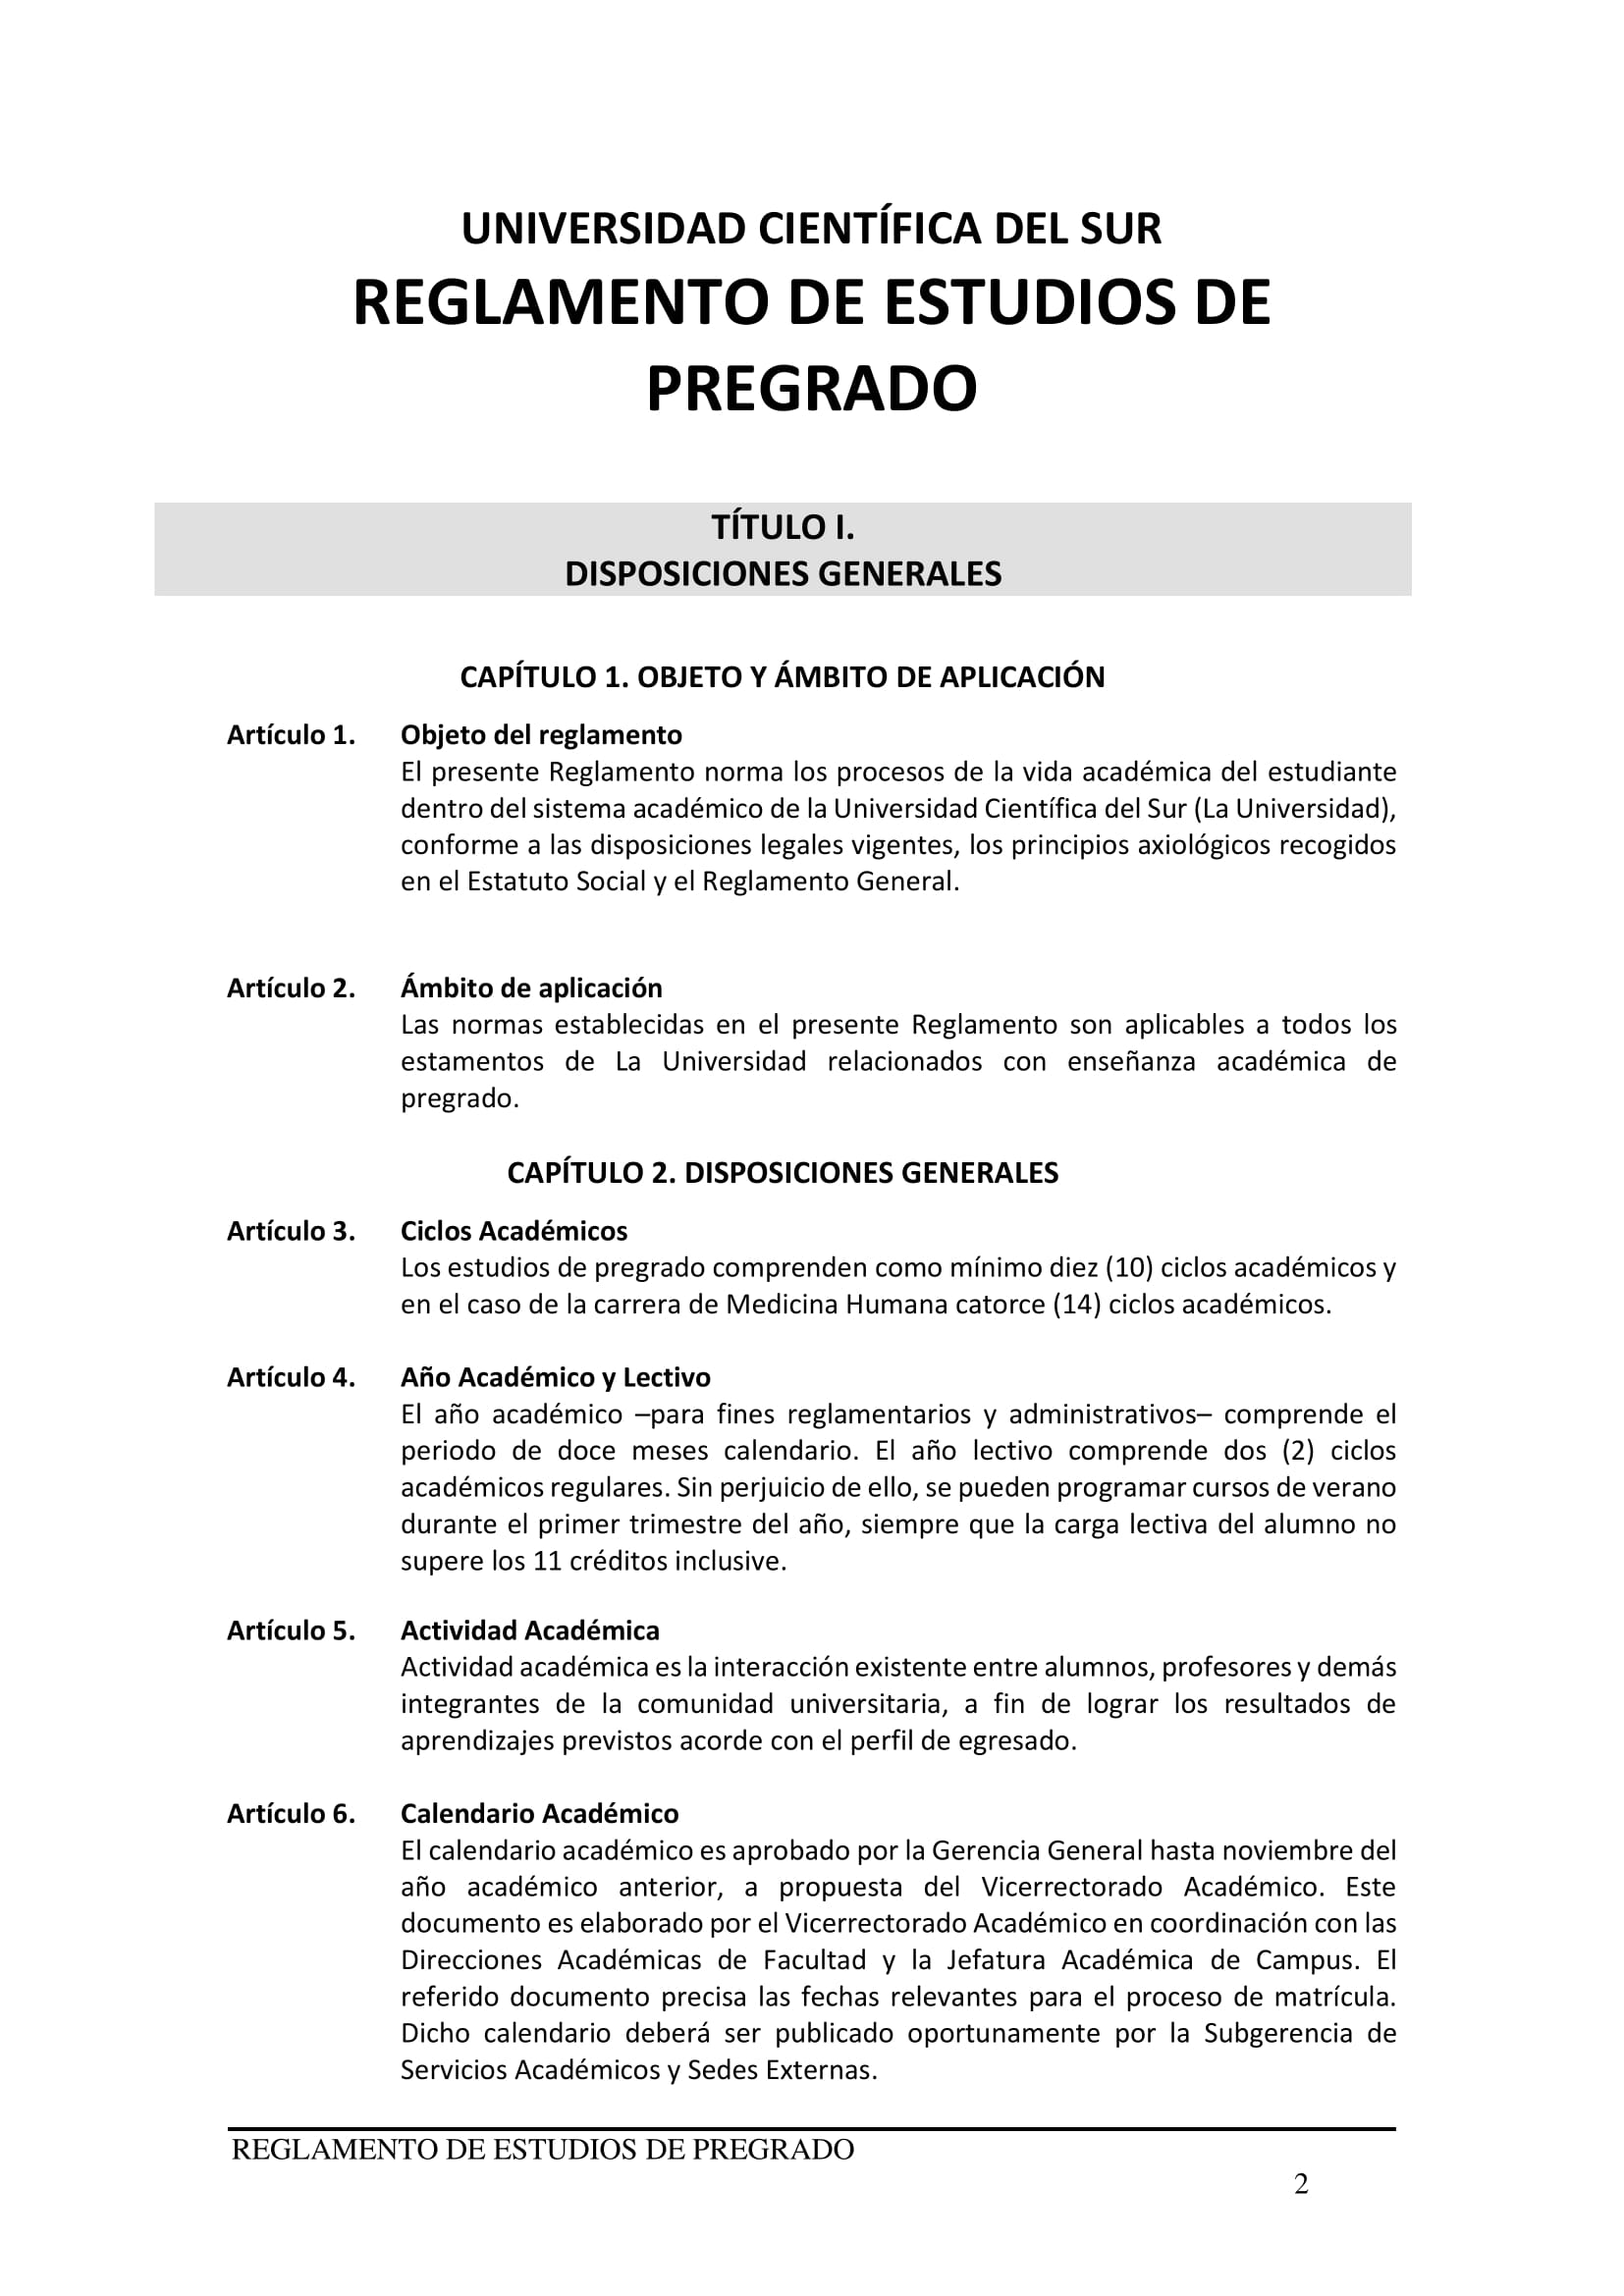 UNIVERSIDAD CIENTÍFICA DEL SUR
REGLAMENTO DE ESTUDIOS DE
PREGRADO
TÍTULO I.
DISPOSICIONES GENERALES
CAPÍTULO 1. OBJETO Y ÁMBITO DE APLICACIÓN
Artículo 1. Objeto del reglamento
El presente Reglamento norma los procesos de la vida académica del estudiante
dentro del sistema académico de la Universidad Científica del Sur (La Universidad),
conforme a las disposiciones legales vigentes, los principios axiológicos recogidos
en el Estatuto Social y el Reglamento General.
Artículo 2. Ámbito de aplicación
Las normas establecidas en el presente Reglamento son aplicables a todos los
estamentos de La Universidad relacionados con enseñanza académica de
pregrado.
CAPÍTULO 2. DISPOSICIONES GENERALES
Artículo 3. Ciclos Académicos
Los estudios de pregrado comprenden como mínimo diez (10) ciclos académicos y
en el caso de la carrera de Medicina Humana catorce (14) ciclos académicos.
Artículo 4. Año Académico y Lectivo
El año académico –para fines reglamentarios y administrativos– comprende el
periodo de doce meses calendario. El año lectivo comprende dos (2) ciclos
académicos regulares. Sin perjuicio de ello, se pueden programar cursos de verano
durante el primer trimestre del año, siempre que la carga lectiva del alumno no
supere los 11 créditos inclusive.
Artículo 5. Actividad Académica
Actividad académica es la interacción existente entre alumnos, profesores y demás
integrantes de la comunidad universitaria, a fin de lograr los resultados de
aprendizajes previstos acorde con el perfil de egresado.
Artículo 6. Calendario Académico
El calendario académico es aprobado por la Gerencia General hasta noviembre del
año académico anterior, a propuesta del Vicerrectorado Académico. Este
documento es elaborado por el Vicerrectorado Académico en coordinación con las
Direcciones Académicas de Facultad y la Jefatura Académica de Campus. El
referido documento precisa las fechas relevantes para el proceso de matrícula.
Dicho calendario deberá ser publicado oportunamente por la Subgerencia de
Servicios Académicos y Sedes Externas.
REGLAMENTO DE ESTUDIOS DE PREGRADO
2